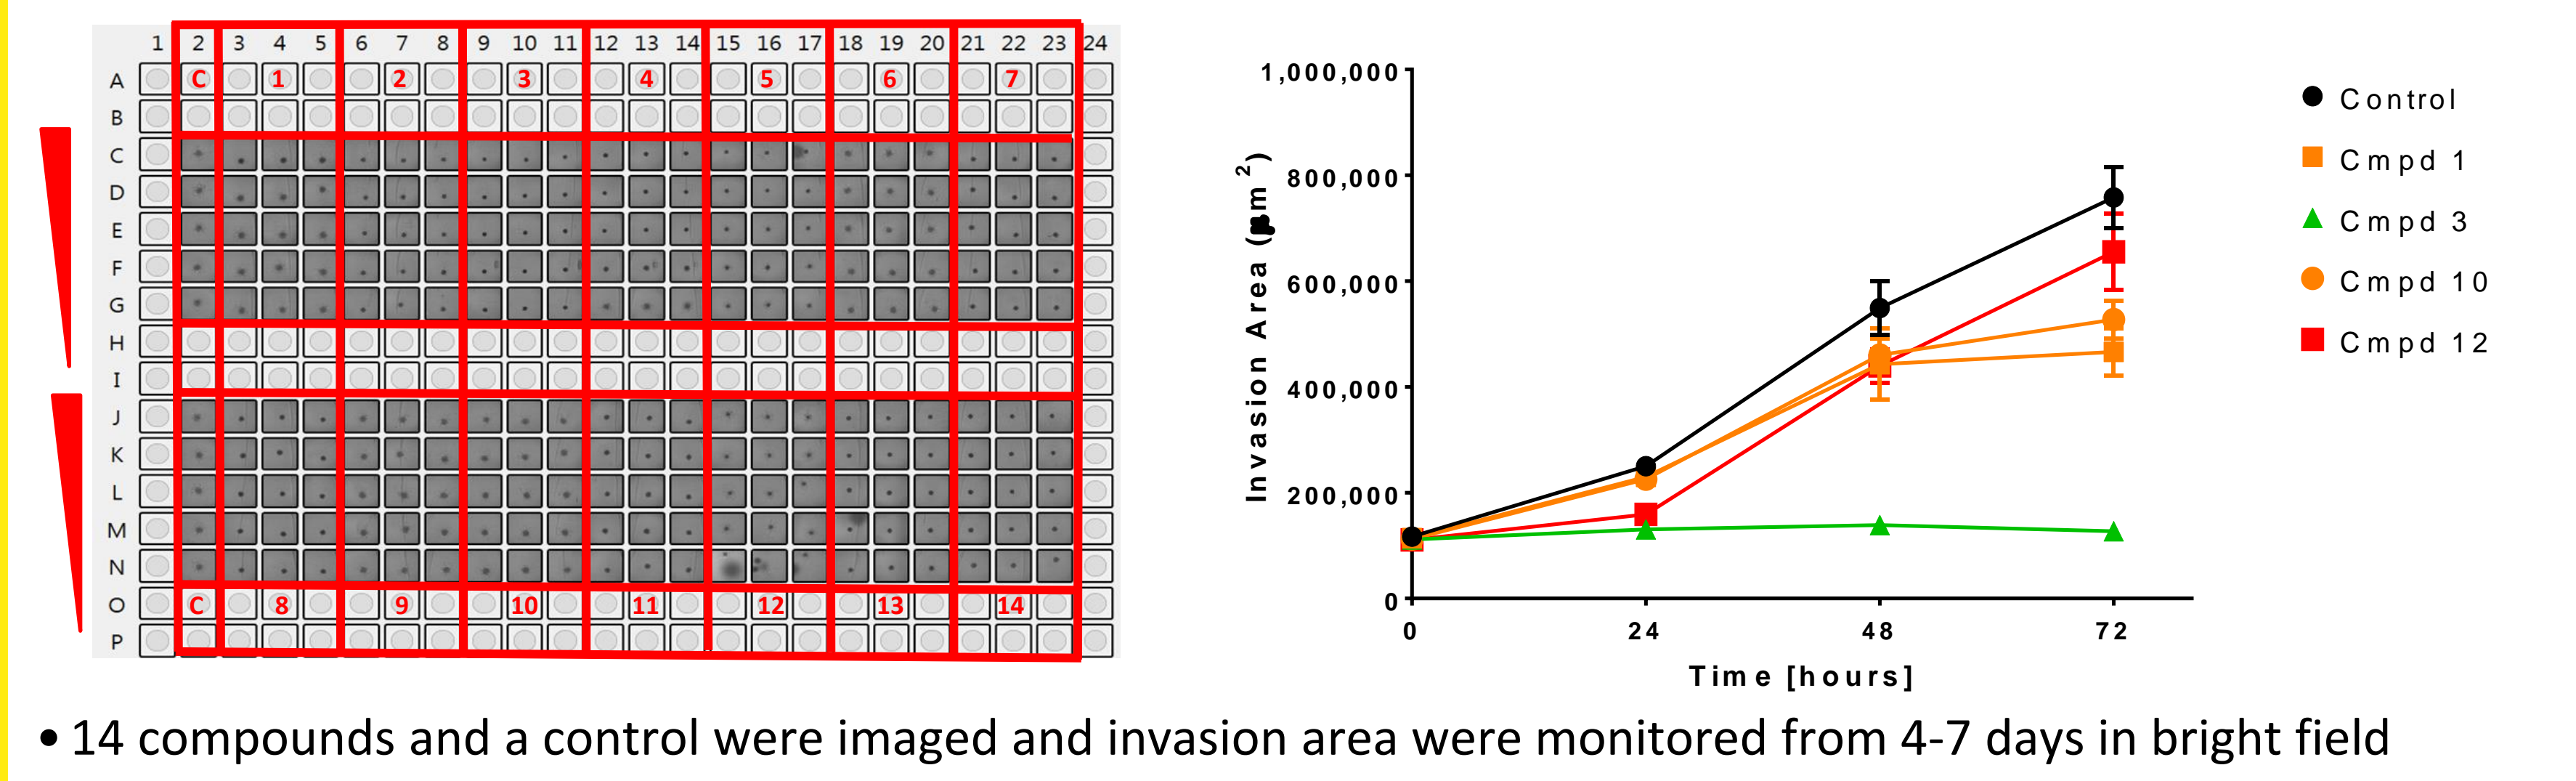 1 2 3 4 5 6 7 8 9 10 11 12 13 14 15 16 17 18 19 20 21 22 23 24
A C 1 2 3 4 5 6 7
B
C
D
E
F
G
H
I
J
K
L
M
N
O C 8 9 10 11 12 13 14
P
1,000,000
800,000
600,000
400,000
200,000
0
Invasion Area (μm²)
0 24 48 72
Time [hours]
Control
Cmpd 1
Cmpd 3
Cmpd 10
Cmpd 12
• 14 compounds and a control were imaged and invasion area were monitored from 4-7 days in bright field